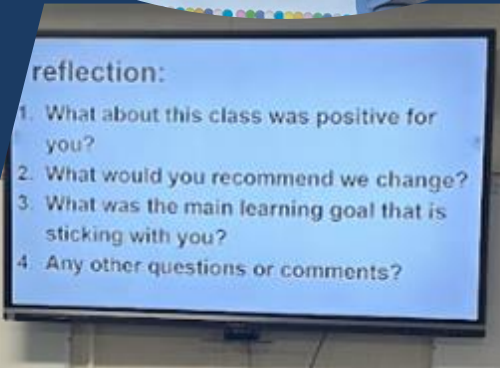 reflection:
1. What about this class was positive for
you?
2. What would you recommend we change?
3. What was the main learning goal that is
sticking with you?
4. Any other questions or comments?